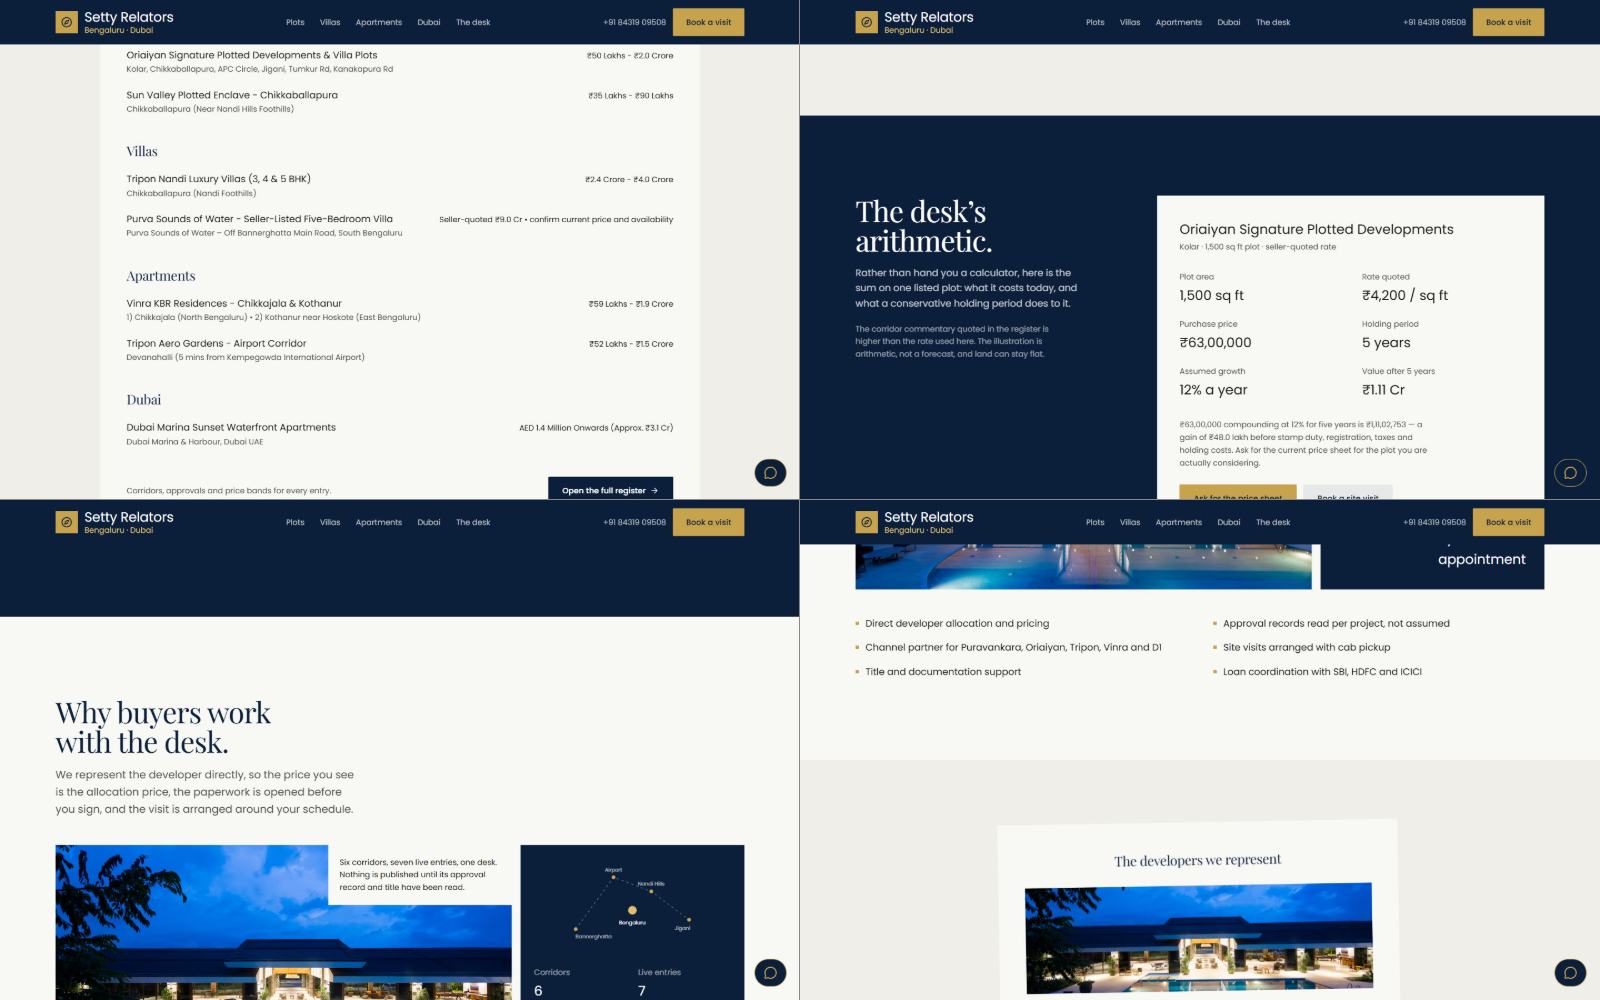 Setty Relators
Bengaluru · Dubai
Plots Villas Apartments Dubai The desk
+91 84319 09508
Book a visit
Oriaiyan Signature Plotted Developments & Villa Plots
₹50 Lakhs - ₹2.0 Crore
Kolar, Chikkaballapura, APC Circle, Jigani, Tumkur Rd, Kanakapura Rd
Sun Valley Plotted Enclave - Chikkaballapura
₹35 Lakhs - ₹90 Lakhs
Chikkaballapura (Near Nandi Hills Foothills)
Villas
Tripon Nandi Luxury Villas (3, 4 & 5 BHK)
₹2.4 Crore - ₹4.0 Crore
Chikkaballapura (Nandi Foothills)
Purva Sounds of Water - Seller-Listed Five-Bedroom Villa
Seller-quoted ₹9.0 Cr • confirm current price and availability
Purva Sounds of Water – Off Bannerghatta Main Road, South Bengaluru
Apartments
Vinra KBR Residences - Chikkajala & Kothanur
₹59 Lakhs - ₹1.9 Crore
1) Chikkajala (North Bengaluru) • 2) Kothanur near Hoskote (East Bengaluru)
Tripon Aero Gardens - Airport Corridor
₹52 Lakhs - ₹1.5 Crore
Devanahalli (5 mins from Kempegowda International Airport)
Dubai
Dubai Marina Sunset Waterfront Apartments
AED 1.4 Million Onwards (Approx. ₹3.1 Cr)
Dubai Marina & Harbour, Dubai UAE
Corridors, approvals and price bands for every entry.
Open the full register →
Setty Relators
Bengaluru · Dubai
Plots Villas Apartments Dubai The desk
+91 84319 09508
Book a visit
The desk’s
arithmetic.
Rather than hand you a calculator, here is the
sum on one listed plot: what it costs today, and
what a conservative holding period does to it.
The corridor commentary quoted in the register is
higher than the rate used here. The illustration is
arithmetic, not a forecast, and land can stay flat.
Oriaiyan Signature Plotted Developments
Kolar · 1,500 sq ft plot · seller-quoted rate
Plot area
1,500 sq ft
Rate quoted
₹4,200 / sq ft
Purchase price
₹63,00,000
Holding period
5 years
Assumed growth
12% a year
Value after 5 years
₹1.11 Cr
₹63,00,000 compounding at 12% for five years is ₹1,11,02,753 — a
gain of ₹48.0 lakh before stamp duty, registration, taxes and
holding costs. Ask for the current price sheet for the plot you are
actually considering.
Ask for the price sheet
Book a site visit
Setty Relators
Bengaluru · Dubai
Plots Villas Apartments Dubai The desk
+91 84319 09508
Book a visit
Why buyers work
with the desk.
We represent the developer directly, so the price you see
is the allocation price, the paperwork is opened before
you sign, and the visit is arranged around your schedule.
Six corridors, seven live entries, one desk.
Nothing is published until its approval
record and title have been read.
Airport
Nandi Hills
Bengaluru
Jigani
Bannerghatta
Corridors
6
Live entries
7
Setty Relators
Bengaluru · Dubai
Plots Villas Apartments Dubai The desk
+91 84319 09508
Book a visit
appointment
Direct developer allocation and pricing
Channel partner for Puravankara, Oriaiyan, Tripon, Vinra and D1
Title and documentation support
Approval records read per project, not assumed
Site visits arranged with cab pickup
Loan coordination with SBI, HDFC and ICICI
The developers we represent